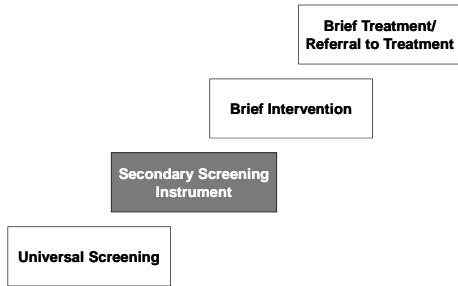 Brief Treatment/
Referral to Treatment
Brief Intervention
Secondary Screening
Instrument
Universal Screening